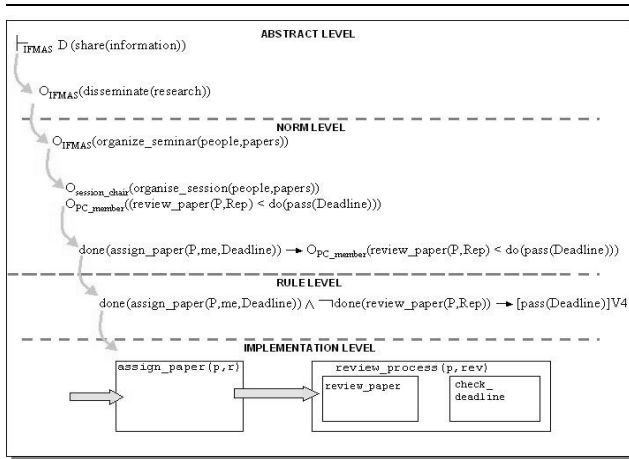 ABSTRACT LEVEL
⊢IFMAS D (share(information))
OIFMAS(disseminate(research))
NORM LEVEL
OIFMAS(organize_seminar(people,papers))
Osession_chair(organise_session(people,papers))
OPC_member((review_paper(P,Rep) < do(pass(Deadline)))
done(assign_paper(P,me,Deadline)) → OPC_member(review_paper(P,Rep) < do(pass(Deadline)))
RULE LEVEL
done(assign_paper(P,me,Deadline)) ∧ ¬done(review_paper(P,Rep)) → [pass(Deadline)]V4
IMPLEMENTATION LEVEL
assign_paper(p,r) review_process(p,rev)
review_paper check_
deadline